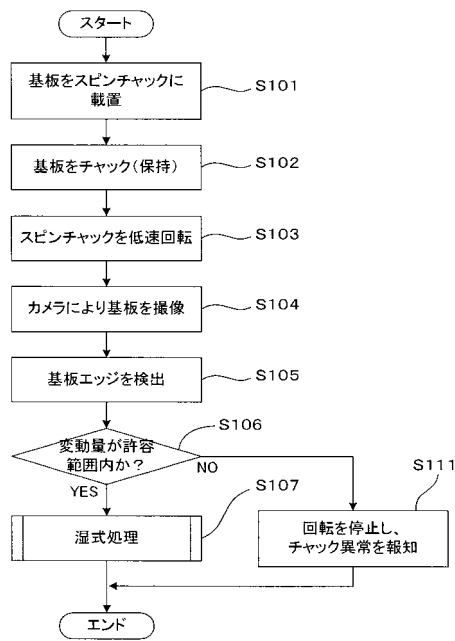 スタート
基板をスピンチャックに
載置
S101
基板をチャック(保持)
S102
スピンチャックを低速回転
S103
カメラにより基板を撮像
S104
基板エッジを検出
S105
変動量が許容
範囲内か?
S106
NO
YES
湿式処理
S107
回転を停止し、
チャック異常を報知
S111
エンド